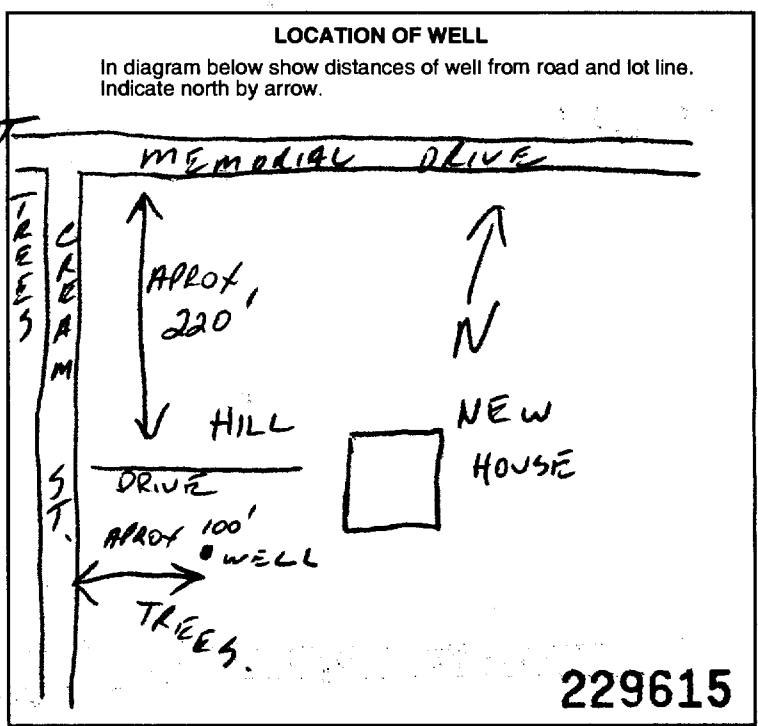 LOCATION OF WELL
In diagram below show distances of well from road and lot line.
Indicate north by arrow.
MEMORIAL DRIVE
TREES
CREAM ST.
APROX
220'
N
HILL
NEW
HOUSE
DRIVE
APROX 100'
WELL
TREES.
229615